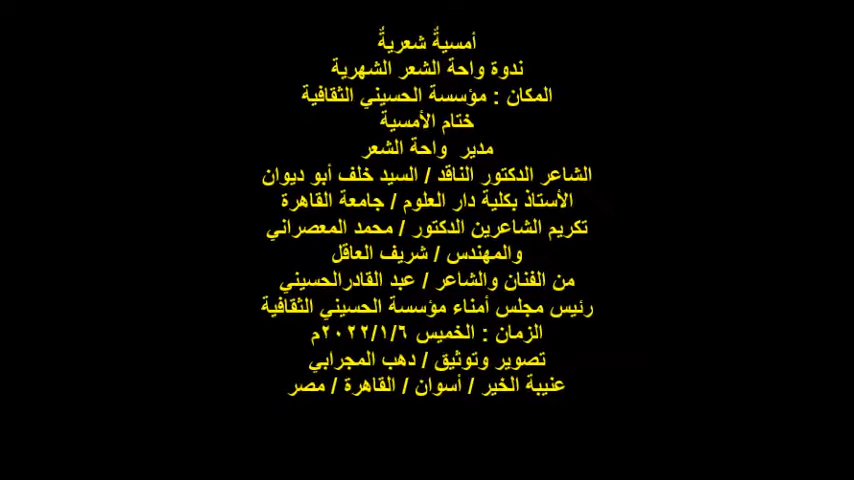 أمسيةٌ شعريةٌ
ندوة واحة الشعر الشهرية
المكان : مؤسسة الحسيني الثقافية
ختام الأمسية
مدير واحة الشعر
الشاعر الدكتور الناقد / السيد خلف أبو ديوان
الأستاذ بكلية دار العلوم / جامعة القاهرة
تكريم الشاعرين الدكتور / محمد المعصراني
والمهندس / شريف العاقل
من الفنان والشاعر / عبد القادرالحسيني
رئيس مجلس أمناء مؤسسة الحسيني الثقافية
الزمان : الخميس ٢٠٢٢/١/٦م
تصوير وتوثيق / دهب المجرابي
عنيبة الخير / أسوان / القاهرة / مصر